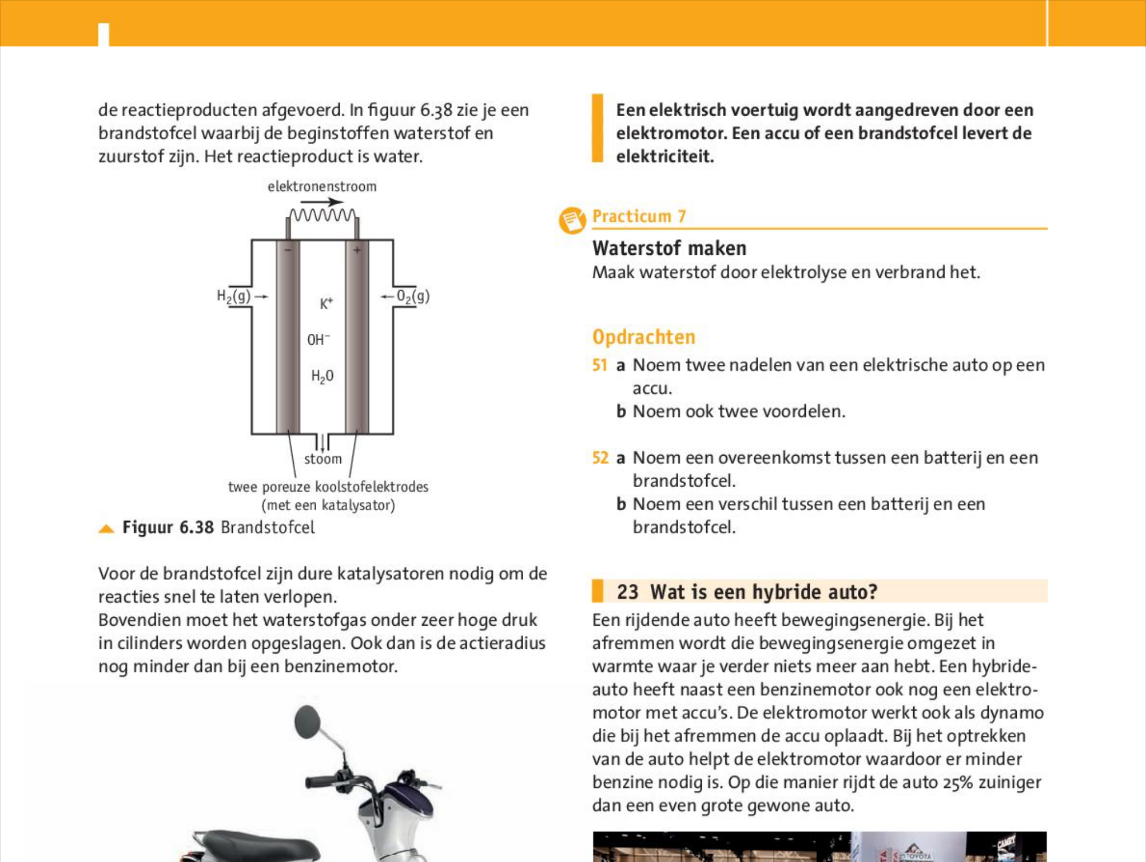 de reactieproducten afgevoerd. In figuur 6.38 zie je een
brandstofcel waarbij de beginstoffen waterstof en
zuurstof zijn. Het reactieproduct is water.
elektronenstroom
–
+
H₂(g)
O₂(g)
K⁺
OH⁻
H₂O
stoom
twee poreuze koolstofelektrodes
(met een katalysator)
Figuur 6.38 Brandstofcel
Voor de brandstofcel zijn dure katalysatoren nodig om de
reacties snel te laten verlopen.
Bovendien moet het waterstofgas onder zeer hoge druk
in cilinders worden opgeslagen. Ook dan is de actieradius
nog minder dan bij een benzinemotor.
Een elektrisch voertuig wordt aangedreven door een
elektromotor. Een accu of een brandstofcel levert de
elektriciteit.
Practicum 7
Waterstof maken
Maak waterstof door elektrolyse en verbrand het.
Opdrachten
51 a Noem twee nadelen van een elektrische auto op een
accu.
b Noem ook twee voordelen.
52 a Noem een overeenkomst tussen een batterij en een
brandstofcel.
b Noem een verschil tussen een batterij en een
brandstofcel.
23 Wat is een hybride auto?
Een rijdende auto heeft bewegingsenergie. Bij het
afremmen wordt die bewegingsenergie omgezet in
warmte waar je verder niets meer aan hebt. Een hybride-
auto heeft naast een benzinemotor ook nog een elektro-
motor met accu's. De elektromotor werkt ook als dynamo
die bij het afremmen de accu oplaadt. Bij het optrekken
van de auto helpt de elektromotor waardoor er minder
benzine nodig is. Op die manier rijdt de auto 25% zuiniger
dan een even grote gewone auto.
TOYOTA
CAMRY